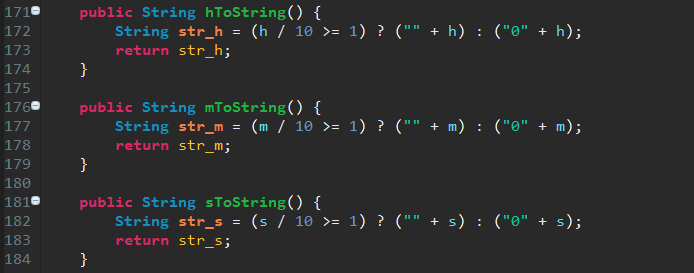 171 public String hToString() {
172 String str_h = (h / 10 >= 1) ? ("" + h) : ("0" + h);
173 return str_h;
174 }
175
176 public String mToString() {
177 String str_m = (m / 10 >= 1) ? ("" + m) : ("0" + m);
178 return str_m;
179 }
180
181 public String sToString() {
182 String str_s = (s / 10 >= 1) ? ("" + s) : ("0" + s);
183 return str_s;
184 }